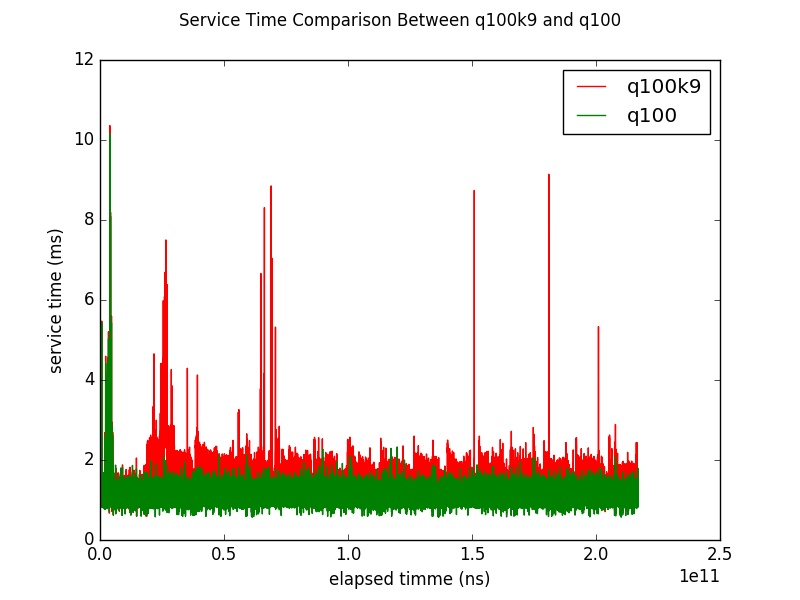 Service Time Comparison Between q100k9 and q100
12
10
8
6
4
2
0
service time (ms)
q100k9
q100
0.0
0.5
1.0
1.5
2.0
2.5
1e11
elapsed timme (ns)